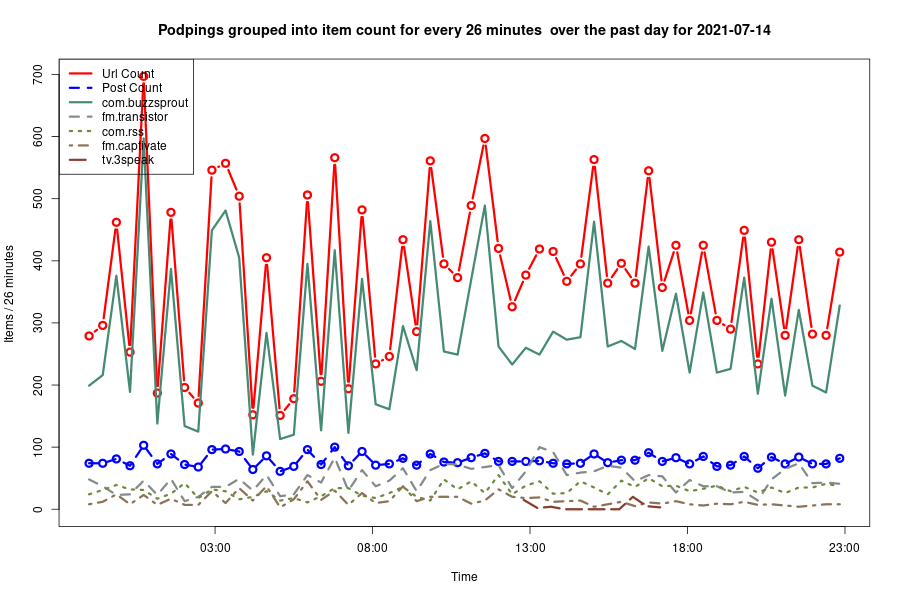 Podpings grouped into item count for every 26 minutes  over the past day for 2021-07-14
Items / 26 minutes
700
600
500
400
300
200
100
0
Url Count
Post Count
com.buzzsprout
fm.transistor
com.rss
fm.captivate
tv.3speak
03:00
08:00
13:00
18:00
23:00
Time